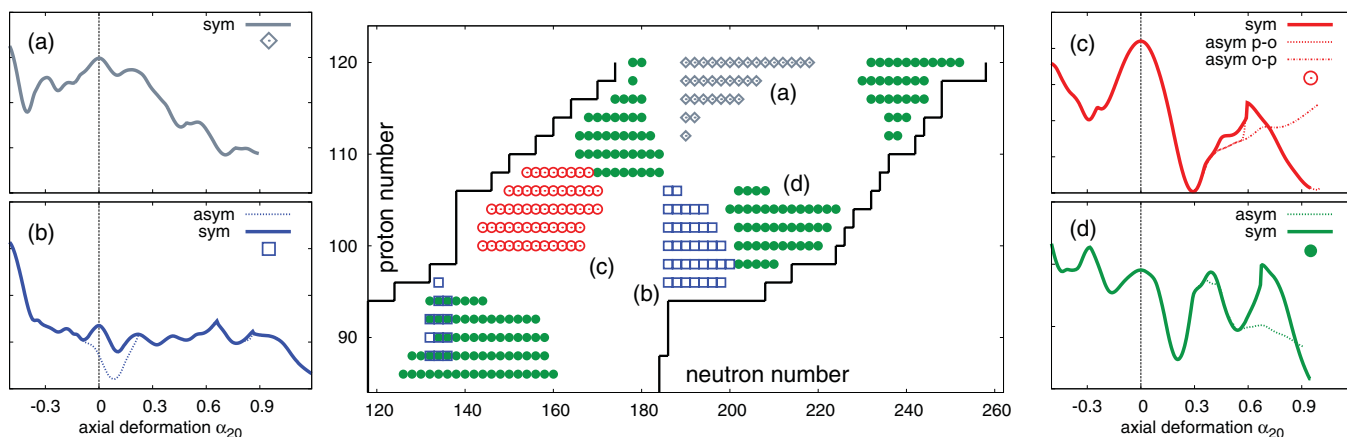 (a)
sym
(b)
asym
sym
-0.3 0 0.3 0.6 0.9
axial deformation α20
proton number
120
110
100
90
(a)
(b)
(c)
(d)
neutron number
120 140 160 180 200 220 240 260
(c)
sym
asym p-o
asym o-p
(d)
asym
sym
-0.3 0 0.3 0.6 0.9
axial deformation α20